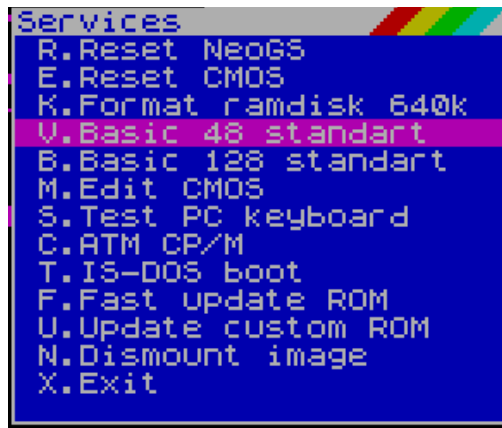 Services
R.Reset NeoGS
E.Reset CMOS
K.Format ramdisk 640k
V.Basic 48 standart
B.Basic 128 standart
M.Edit CMOS
S.Test PC keyboard
C.ATM CP/M
T.IS-DOS boot
F.Fast update ROM
U.Update custom ROM
N.Dismount image
X.Exit